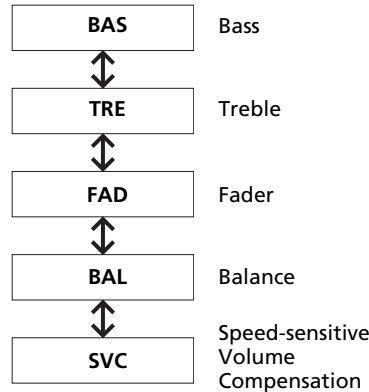 BAS Bass
TRE Treble
FAD Fader
BAL Balance
SVC Speed-sensitive
Volume
Compensation